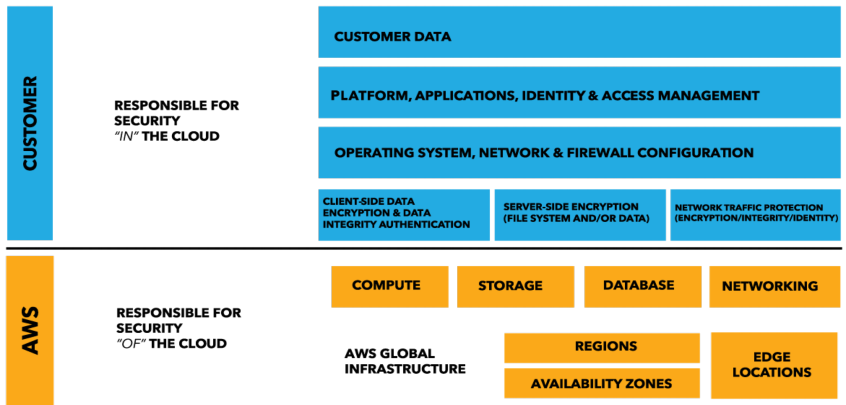 CUSTOMER
RESPONSIBLE FOR
SECURITY
"IN" THE CLOUD
CUSTOMER DATA
PLATFORM, APPLICATIONS, IDENTITY & ACCESS MANAGEMENT
OPERATING SYSTEM, NETWORK & FIREWALL CONFIGURATION
CLIENT-SIDE DATA
ENCRYPTION & DATA
INTEGRITY AUTHENTICATION
SERVER-SIDE ENCRYPTION
(FILE SYSTEM AND/OR DATA)
NETWORK TRAFFIC PROTECTION
(ENCRYPTION/INTEGRITY/IDENTITY)
AWS
RESPONSIBLE FOR
SECURITY
"OF" THE CLOUD
COMPUTE
STORAGE
DATABASE
NETWORKING
AWS GLOBAL
INFRASTRUCTURE
REGIONS
AVAILABILITY ZONES
EDGE
LOCATIONS